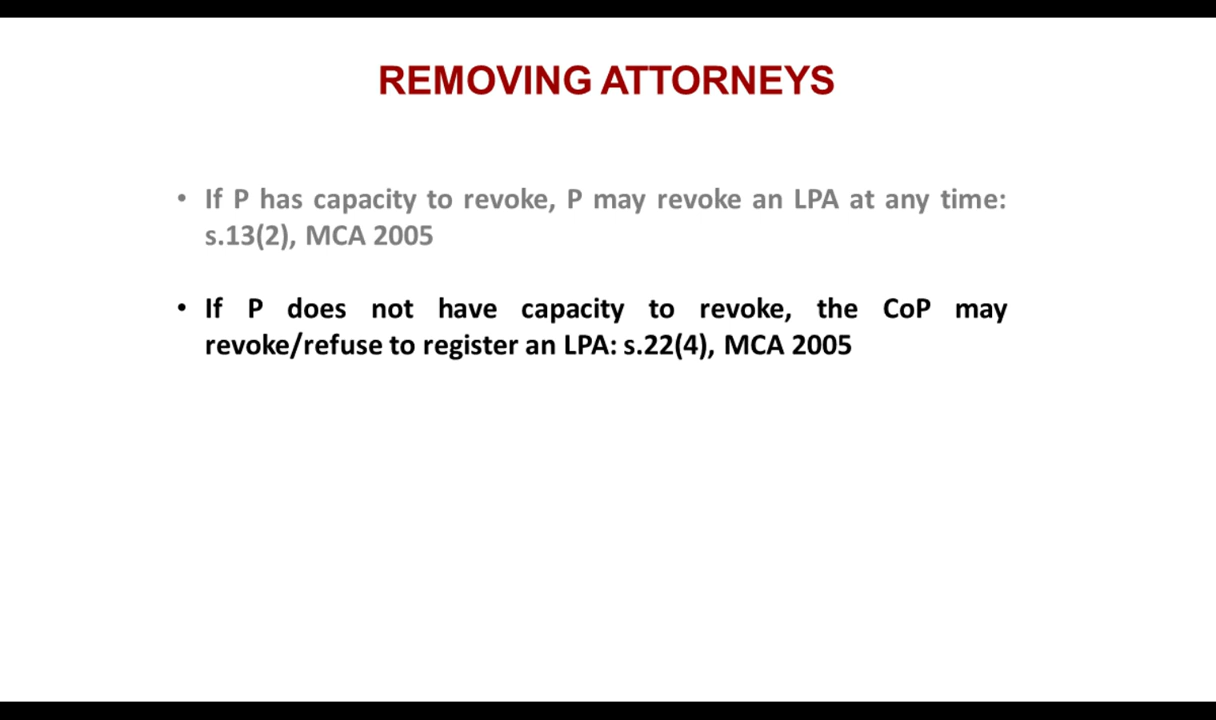 REMOVING ATTORNEYS
• If P has capacity to revoke, P may revoke an LPA at any time:
s.13(2), MCA 2005
• If P does not have capacity to revoke, the CoP may
revoke/refuse to register an LPA: s.22(4), MCA 2005